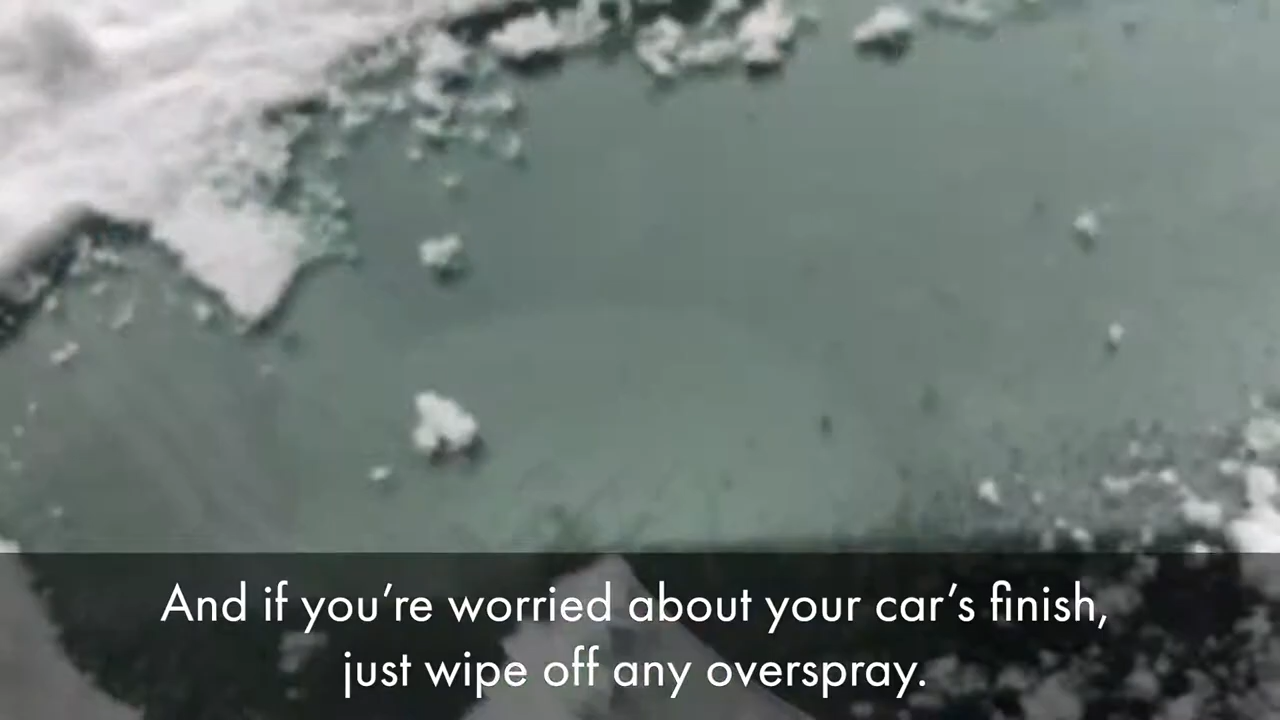 And if you’re worried about your car’s finish,
just wipe off any overspray.